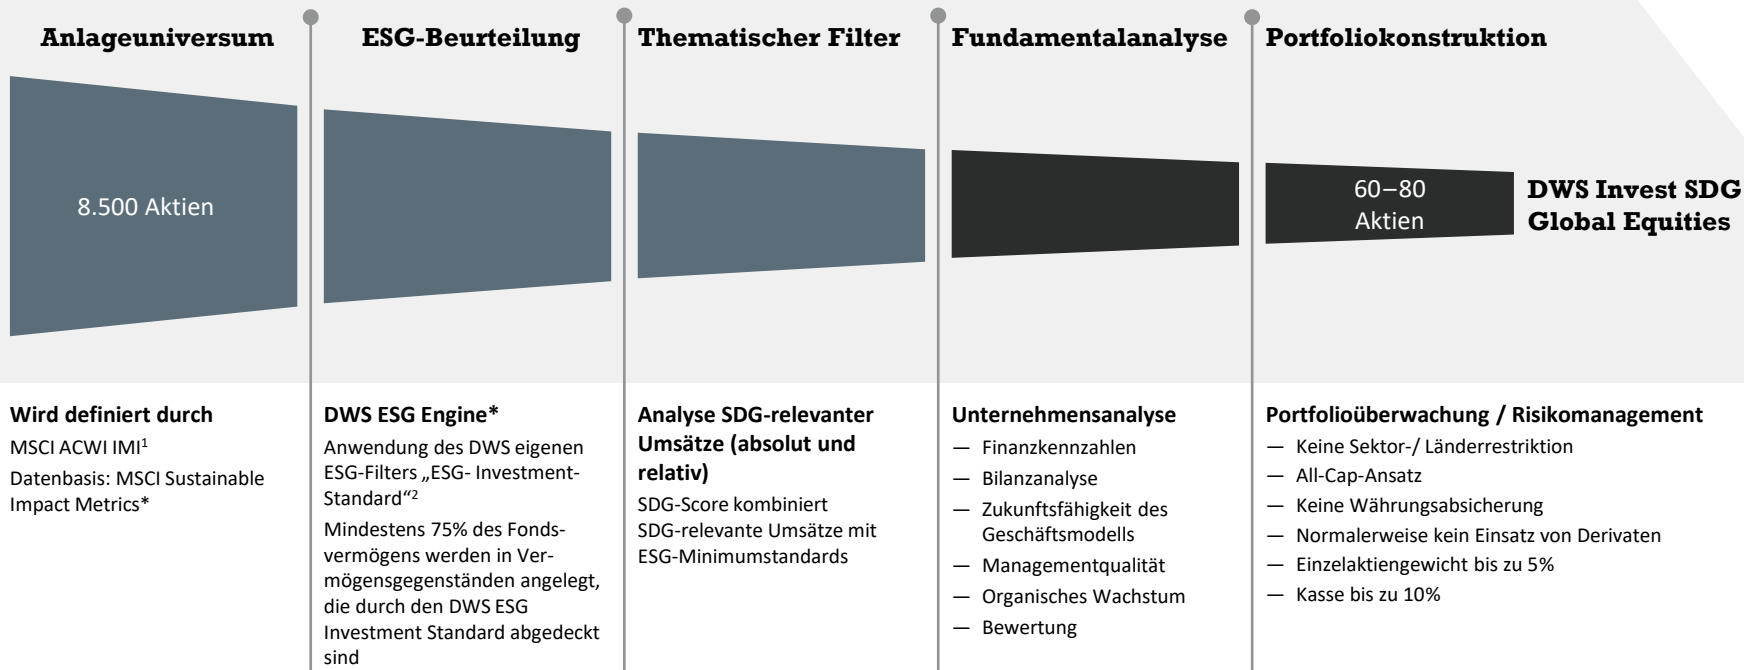 Anlageuniversum
ESG-Beurteilung
Thematischer Filter
Fundamentalanalyse
Portfoliokonstruktion
8.500 Aktien
60–80
Aktien
DWS Invest SDG
Global Equities
Wird definiert durch
MSCI ACWI IMI¹
Datenbasis: MSCI Sustainable
Impact Metrics*
DWS ESG Engine*
Anwendung des DWS eigenen
ESG-Filters „ESG- Investment-
Standard“²
Mindestens 75% des Fonds-
vermögens werden in Ver-
mögensgegenständen angelegt,
die durch den DWS ESG
Investment Standard abgedeckt
sind
Analyse SDG-relevanter
Umsätze (absolut und
relativ)
SDG-Score kombiniert
SDG-relevante Umsätze mit
ESG-Minimumstandards
Unternehmensanalyse
— Finanzkennzahlen
— Bilanzanalyse
— Zukunftsfähigkeit des
Geschäftsmodells
— Managementqualität
— Organisches Wachstum
— Bewertung
Portfolioüberwachung / Risikomanagement
— Keine Sektor-/ Länderrestriktion
— All-Cap-Ansatz
— Keine Währungsabsicherung
— Normalerweise kein Einsatz von Derivaten
— Einzelaktiengewicht bis zu 5%
— Kasse bis zu 10%